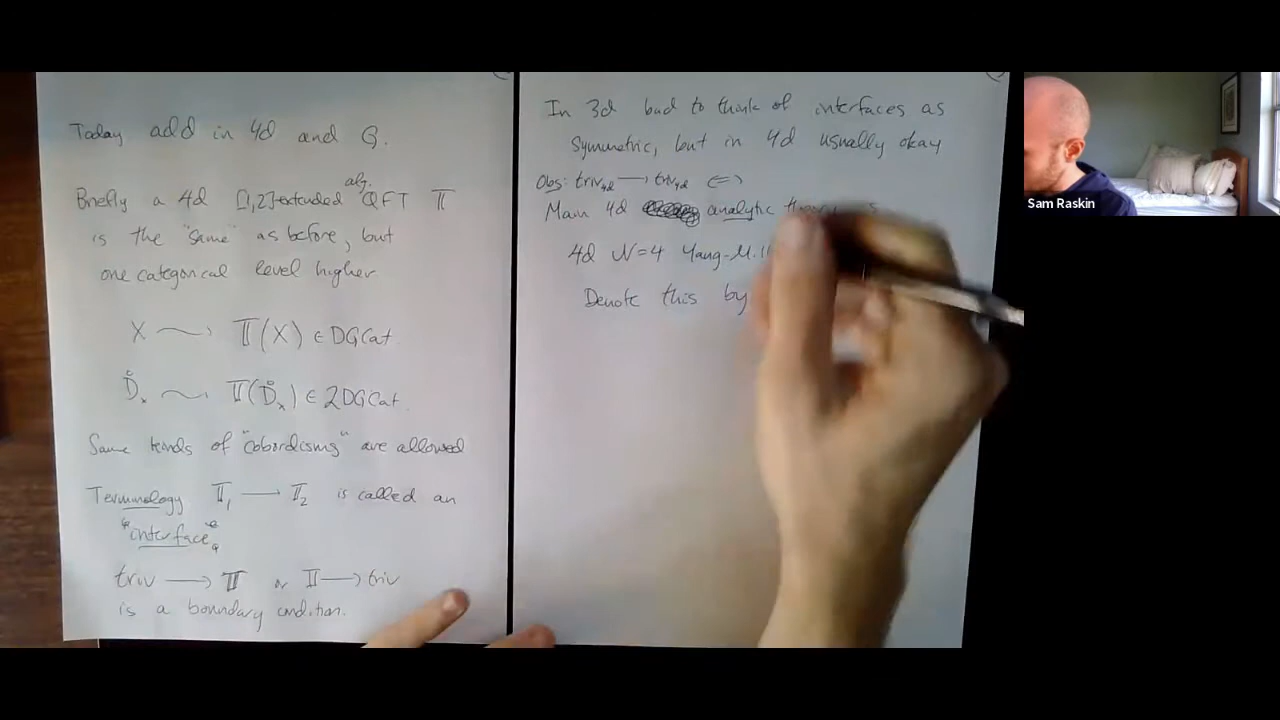 Today add in 4d and G.
Briefly a 4d [1,2]-extended alg. QFT 𝕋
is the "same" as before, but
one categorical level higher
X ⇝ 𝕋(X) ∈ DGCat.
D̊ₓ ⇝ 𝕋(D̊ₓ) ∈ 2DGCat.
Same kinds of "cobordisms" are allowed
Terminology 𝕋₁ → 𝕋₂ is called an
"interface"
triv → 𝕋 or 𝕋 → triv
is a boundary condition.
In 3d bad to think of interfaces as
symmetric, but in 4d usually okay
Obs: triv₄d → triv₄d ⟺
Main 4d analytic
4d N=4 Yang-Mill
Denote this by
Sam Raskin